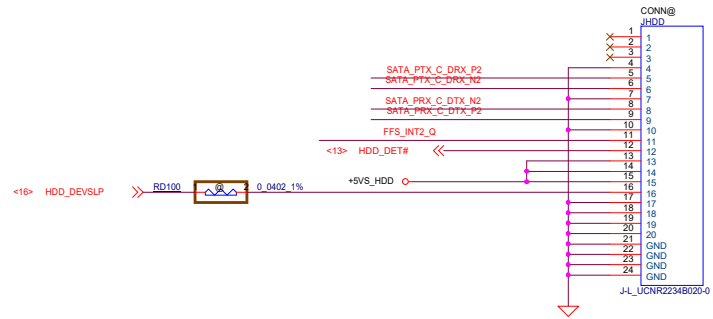 CONN@
JHDD
1 1
2 2
3 3
4 4
SATA_PTX_C_DRX_P2 5 5
SATA_PTX_C_DRX_N2 6 6
7 7
SATA_PRX_C_DTX_N2 8 8
SATA_PRX_C_DTX_P2 9 9
10 10
FFS_INT2_Q 11 11
<13> HDD_DET# 12 12
13 13
14 14
+5VS_HDD 15 15
<16> HDD_DEVSLP RD100 1 @ 2 0_0402_1% 16 16
17 17
18 18
19 19
20 20
21 GND
22 GND
23 GND
24 GND
J-L_UCNR2234B020-0